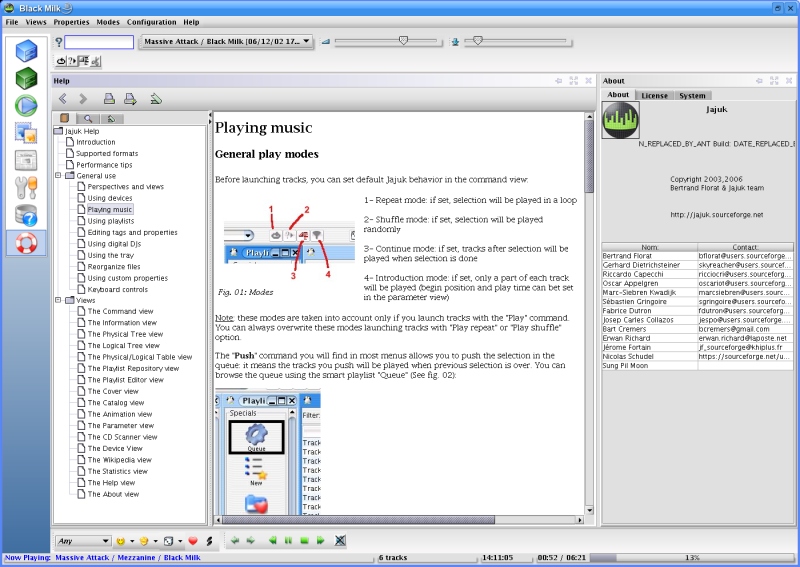 Black Milk
File Views Properties Modes Configuration Help
Massive Attack / Black Milk [06/12/02 17...
Help
About
Jajuk Help
Introduction
Supported formats
Performance tips
General use
Perspectives and views
Using devices
Playing music
Using playlists
Editing tags and properties
Using digital DJs
Using the tray
Reorganize files
Using custom properties
Keyboard controls
Views
The Command view
The Information view
The Physical Tree view
The Logical Tree view
The Physical/Logical Table view
The Playlist Repository view
The Playlist Editor view
The Cover view
The Catalog view
The Animation view
The Parameter view
The CD Scanner view
The Device View
The Wikipedia view
The Statistics view
The Help view
The About view
Playing music
General play modes
Before launching tracks, you can set default Jajuk behavior in the command view:
1 2
Playli
3 4
Fig. 01: Modes
1- Repeat mode: if set, selection will be played in a loop
2- Shuffle mode: if set, selection will be played
randomly
3- Continue mode: if set, tracks after selection will be
played when selection is done
4- Introduction mode: if set, only a part of each track
will be played (begin position and play time can bet set
in the parameter view)
Note: these modes are taken into account only if you launch tracks with the "Play" command.
You can always overwrite these modes launching tracks with "Play repeat" or "Play shuffle"
option.
The "Push" command you will find in most menus allows you to push the selection in the
queue: it means the tracks you push will be played when previous selection is over. You can
browse the queue using the smart playlist "Queue" (See fig. 02):
Playli
Specials
Filter:
Queue
New
Track
Track
Track
Track
Track
Track
Track
Track
About License System
Jajuk
N_REPLACED_BY_ANT Build: DATE_REPLACED_
Copyright 2003,2006
Bertrand Florat & Jajuk team
http://jajuk.sourceforge.net
Nom: Contact:
Bertrand Florat bflorat@users.sourcef...
Gerhard Dietrichsteiner skyreacher@users.sourcef...
Riccardo Capecchi ricciocri@users.sourcef...
Oscar Appelgren oscariot@users.sourcef...
Marc-Siebren Kwadijk marcsiebren@users.sour...
Sébastien Gringoire sgringoire@users.sourcef...
Fabrice Dutron fdutron@users.sourcefo...
Josep Carles Collazos jespo@users.sourceforge...
Bart Cremers bcremers@gmail.com
Erwan Richard erwan.richard@laposte.net
Jérome Fortain jf_sourceforge@khiplus.fr
Nicolas Schudel https://sourceforge.net/u...
Sung Pil Moon
Any
Now Playing: Massive Attack / Mezzanine / Black Milk 6 tracks 14:11:05 00:52 / 06:21 13%